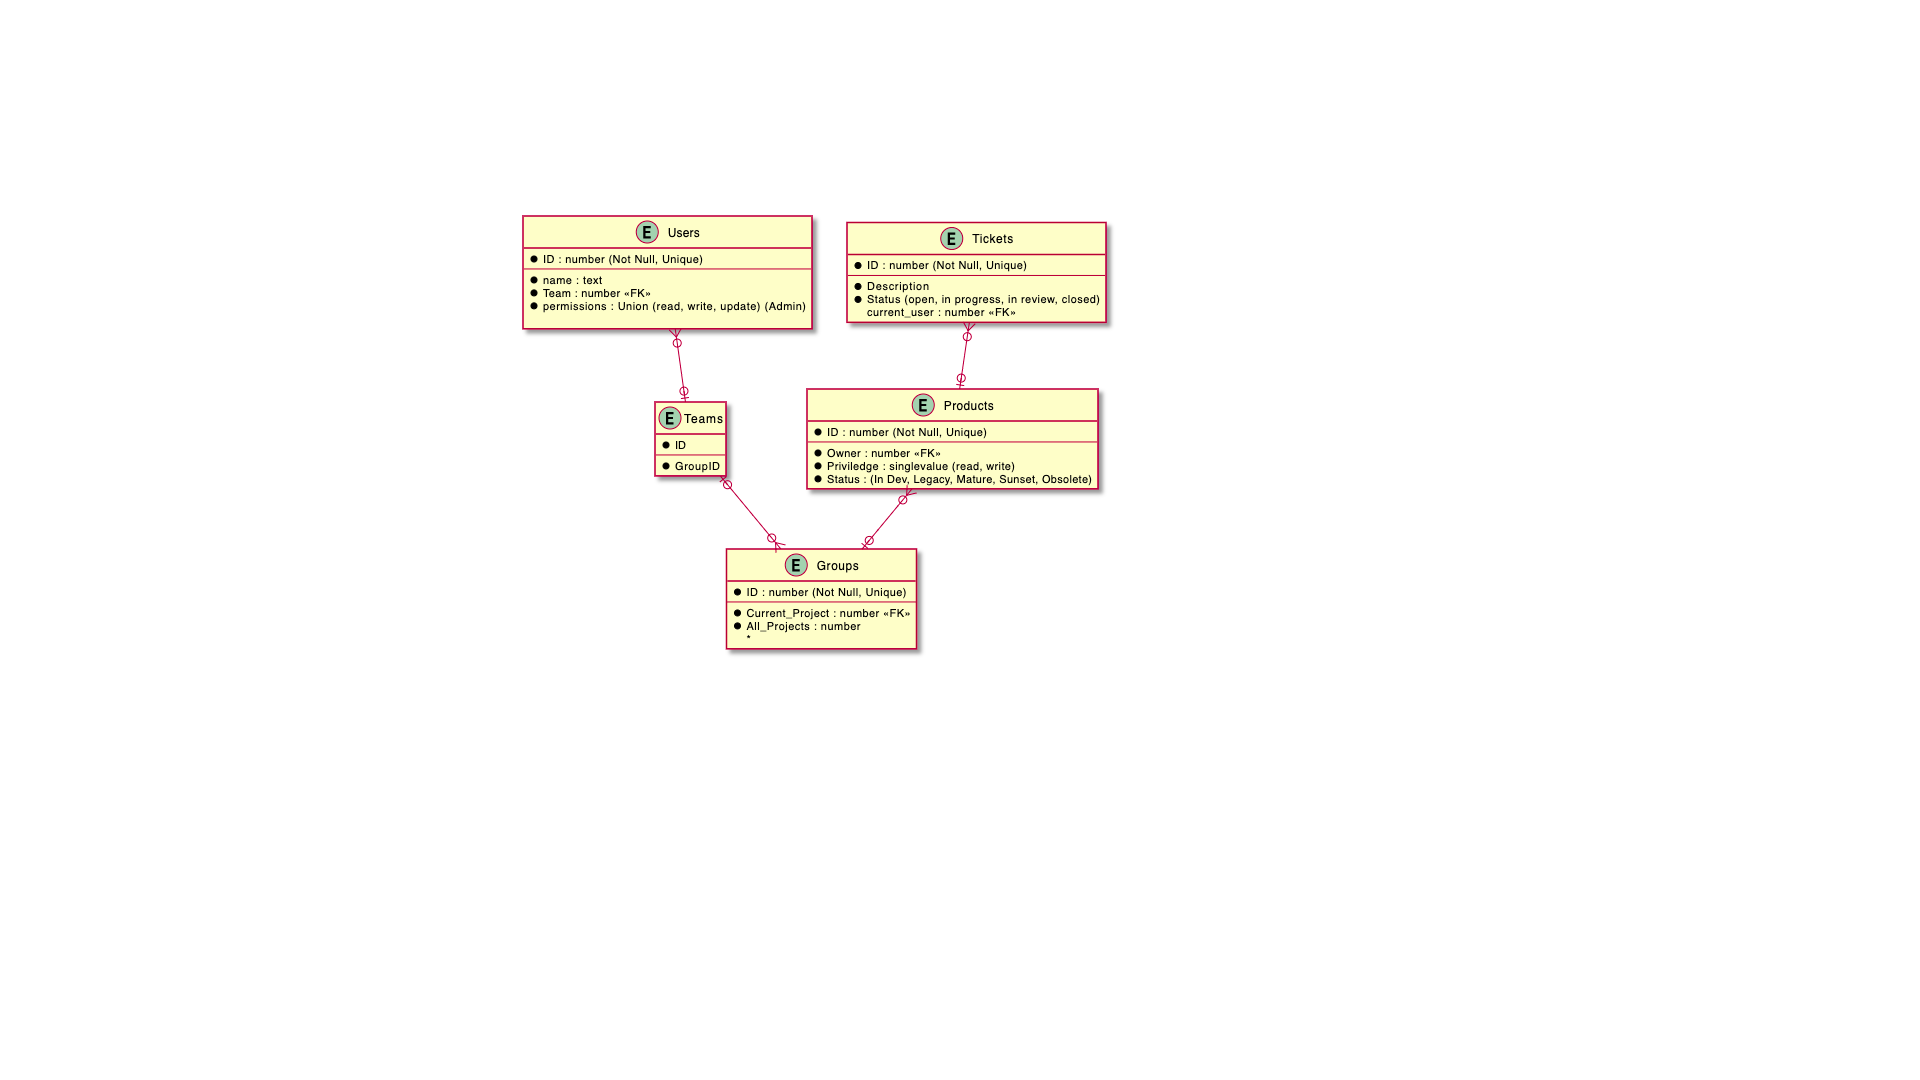 E Users
ID : number (Not Null, Unique)
name : text
Team : number «FK»
permissions : Union (read, write, update) (Admin)
E Tickets
ID : number (Not Null, Unique)
Description
Status (open, in progress, in review, closed)
current_user : number «FK»
E Teams
ID
GroupID
E Products
ID : number (Not Null, Unique)
Owner : number «FK»
Priviledge : singlevalue (read, write)
Status : (In Dev, Legacy, Mature, Sunset, Obsolete)
E Groups
ID : number (Not Null, Unique)
Current_Project : number «FK»
All_Projects : number
*